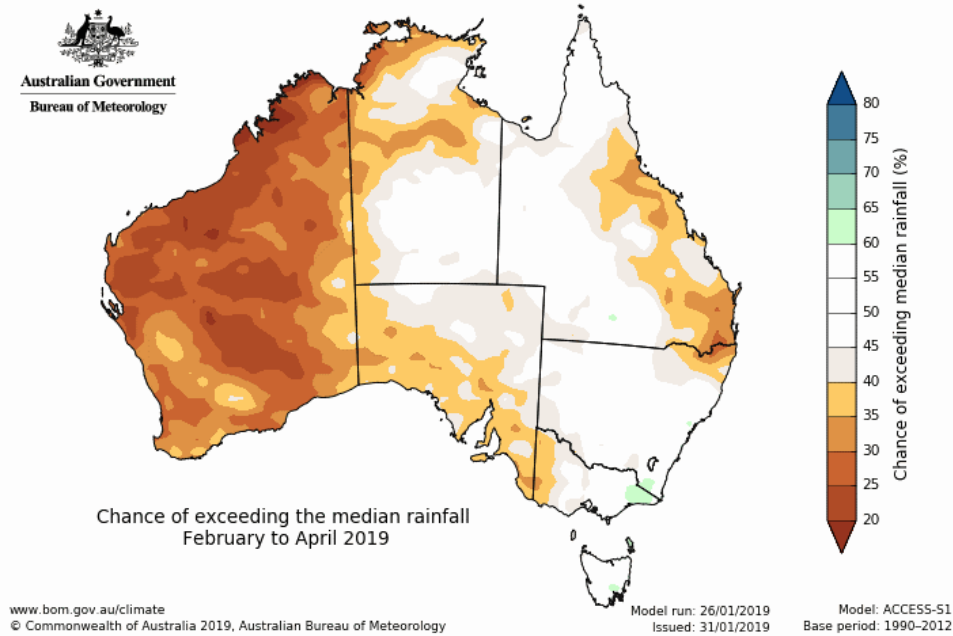 Australian Government
Bureau of Meteorology
80
75
70
65
60
55
50
45
40
35
30
25
20
Chance of exceeding median rainfall (%)
Chance of exceeding the median rainfall
February to April 2019
www.bom.gov.au/climate
© Commonwealth of Australia 2019, Australian Bureau of Meteorology
Model run: 26/01/2019
Issued: 31/01/2019
Model: ACCESS-S1
Base period: 1990–2012